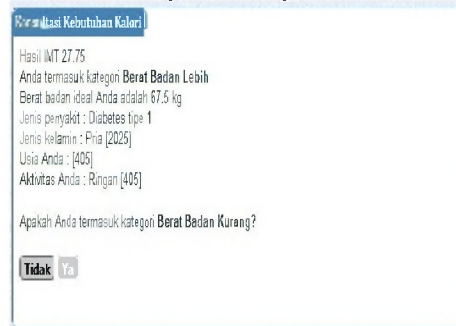 Konsultasi Kebutuhan Kalori
Hasil IMT 27.75
Anda termasuk kategori Berat Badan Lebih
Berat badan ideal Anda adalah 67.5 kg
Jenis penyakit : Diabetes tipe 1
Jenis kelamin : Pria [2025]
Usia Anda : [405]
Aktivitas Anda : Ringan [405]
Apakah Anda termasuk kategori Berat Badan Kurang?
Tidak Ya